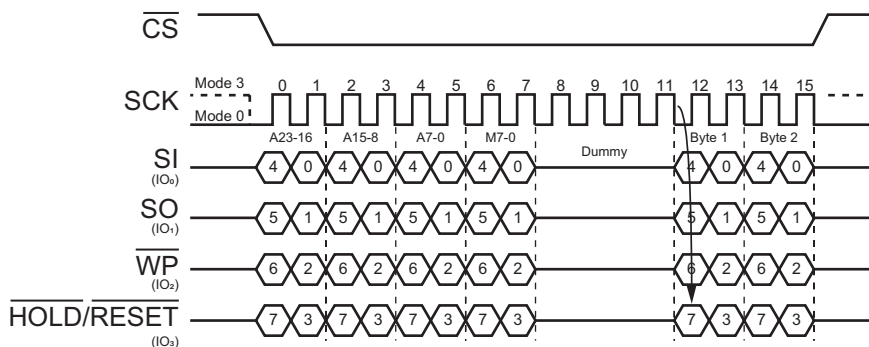 CS
Mode 3
0 1 2 3 4 5 6 7 8 9 10 11 12 13 14 15
SCK
Mode 0
A23-16 A15-8 A7-0 M7-0 Dummy Byte 1 Byte 2
SI 4 0 4 0 4 0 4 0 4 0 4 0
(IO₀)
SO 5 1 5 1 5 1 5 1 5 1 5 1
(IO₁)
WP 6 2 6 2 6 2 6 2 6 2 6 2
(IO₂)
HOLD/RESET 7 3 7 3 7 3 7 3 7 3 7 3
(IO₃)